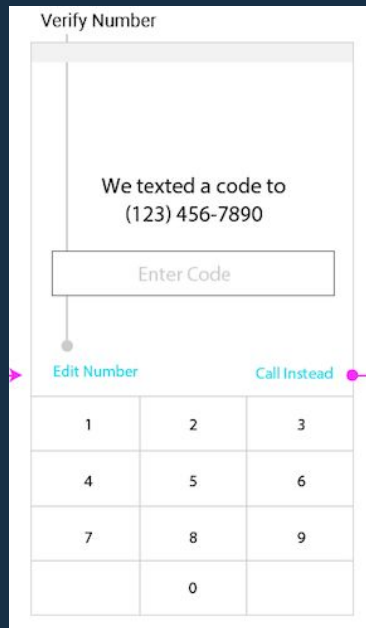 Verify Number
We texted a code to
(123) 456-7890
Enter Code
Edit Number Call Instead
1 2 3
4 5 6
7 8 9
0